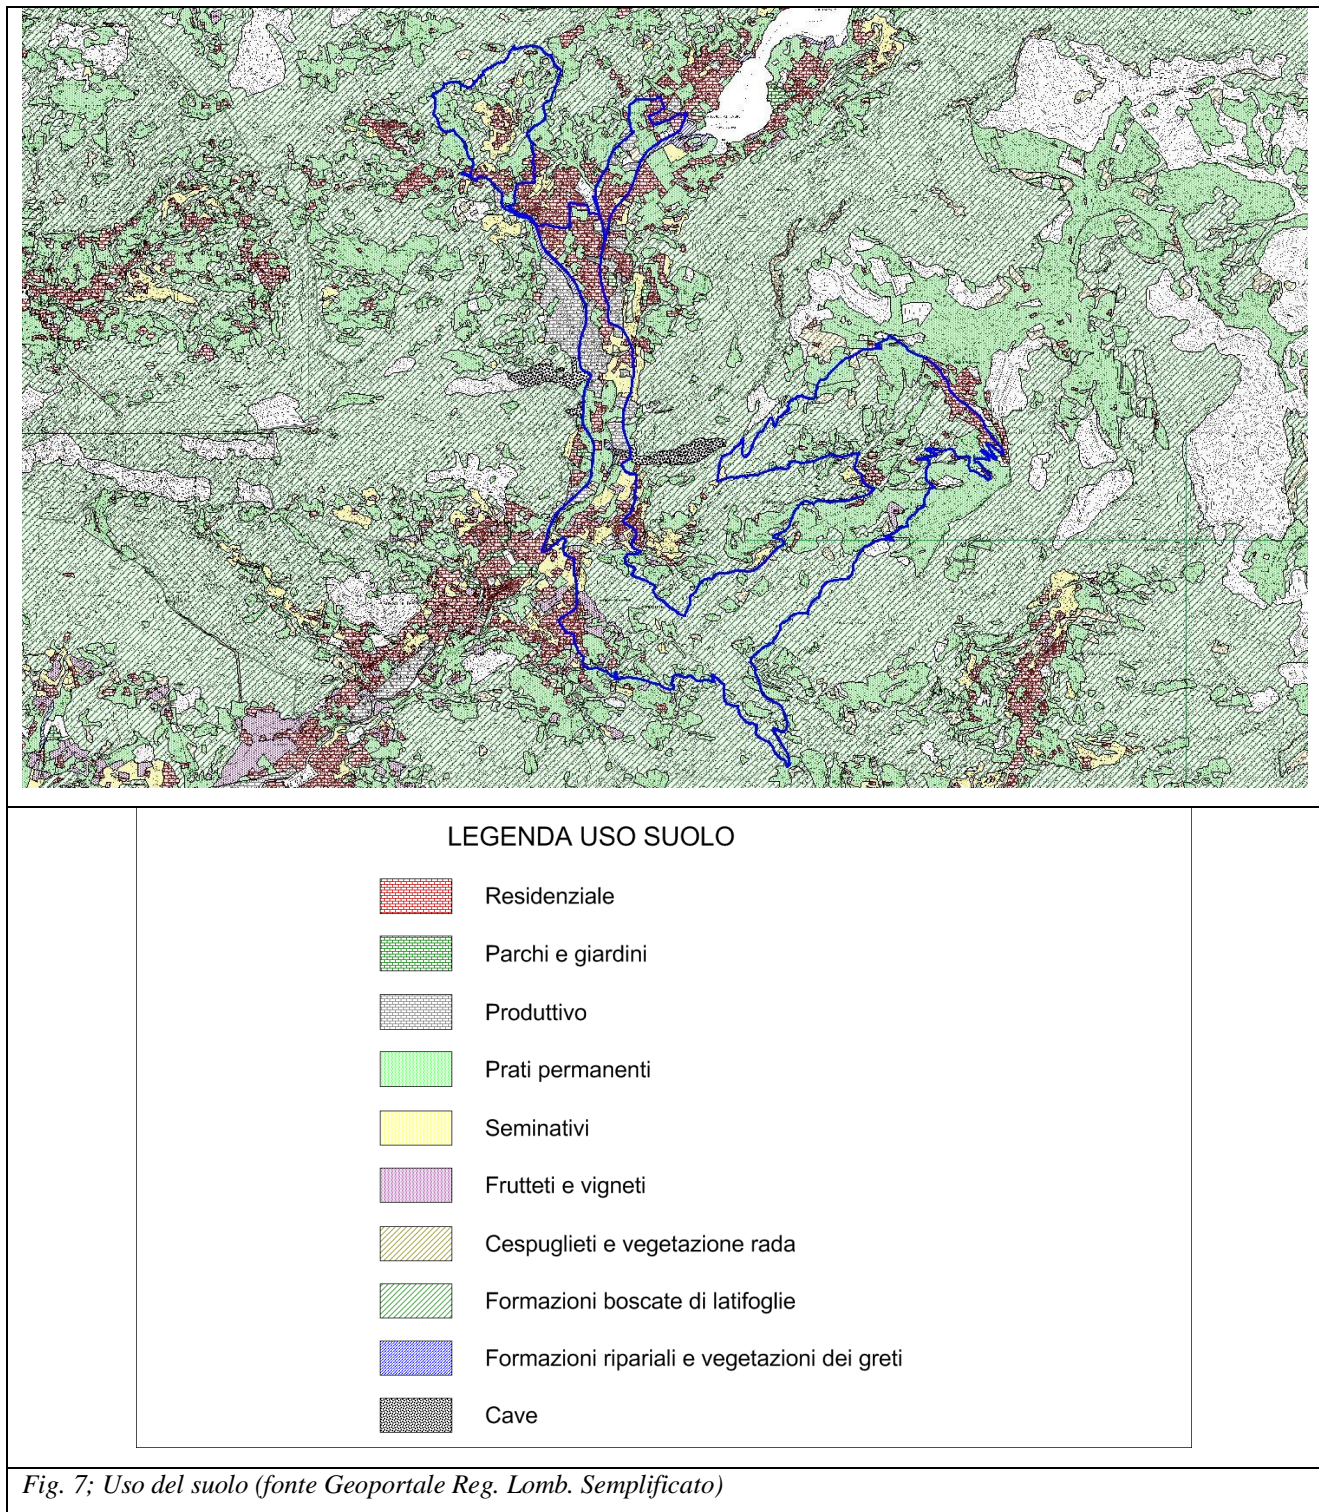 LEGENDA USO SUOLO
Residenziale
Parchi e giardini
Produttivo
Prati permanenti
Seminativi
Frutteti e vigneti
Cespuglieti e vegetazione rada
Formazioni boscate di latifoglie
Formazioni ripariali e vegetazioni dei greti
Cave
Fig. 7; Uso del suolo (fonte Geoportale Reg. Lomb. Semplificato)